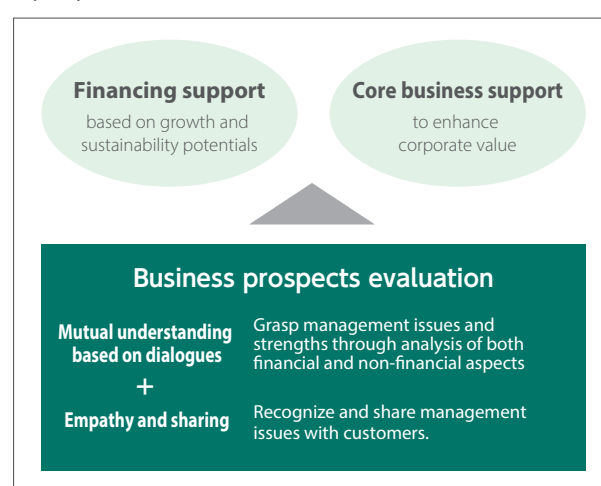 Financing support
based on growth and
sustainability potentials
Core business support
to enhance
corporate value
Business prospects evaluation
Mutual understanding
based on dialogues
Grasp management issues and
strengths through analysis of both
financial and non-financial aspects
+
Empathy and sharing
Recognize and share management
issues with customers.